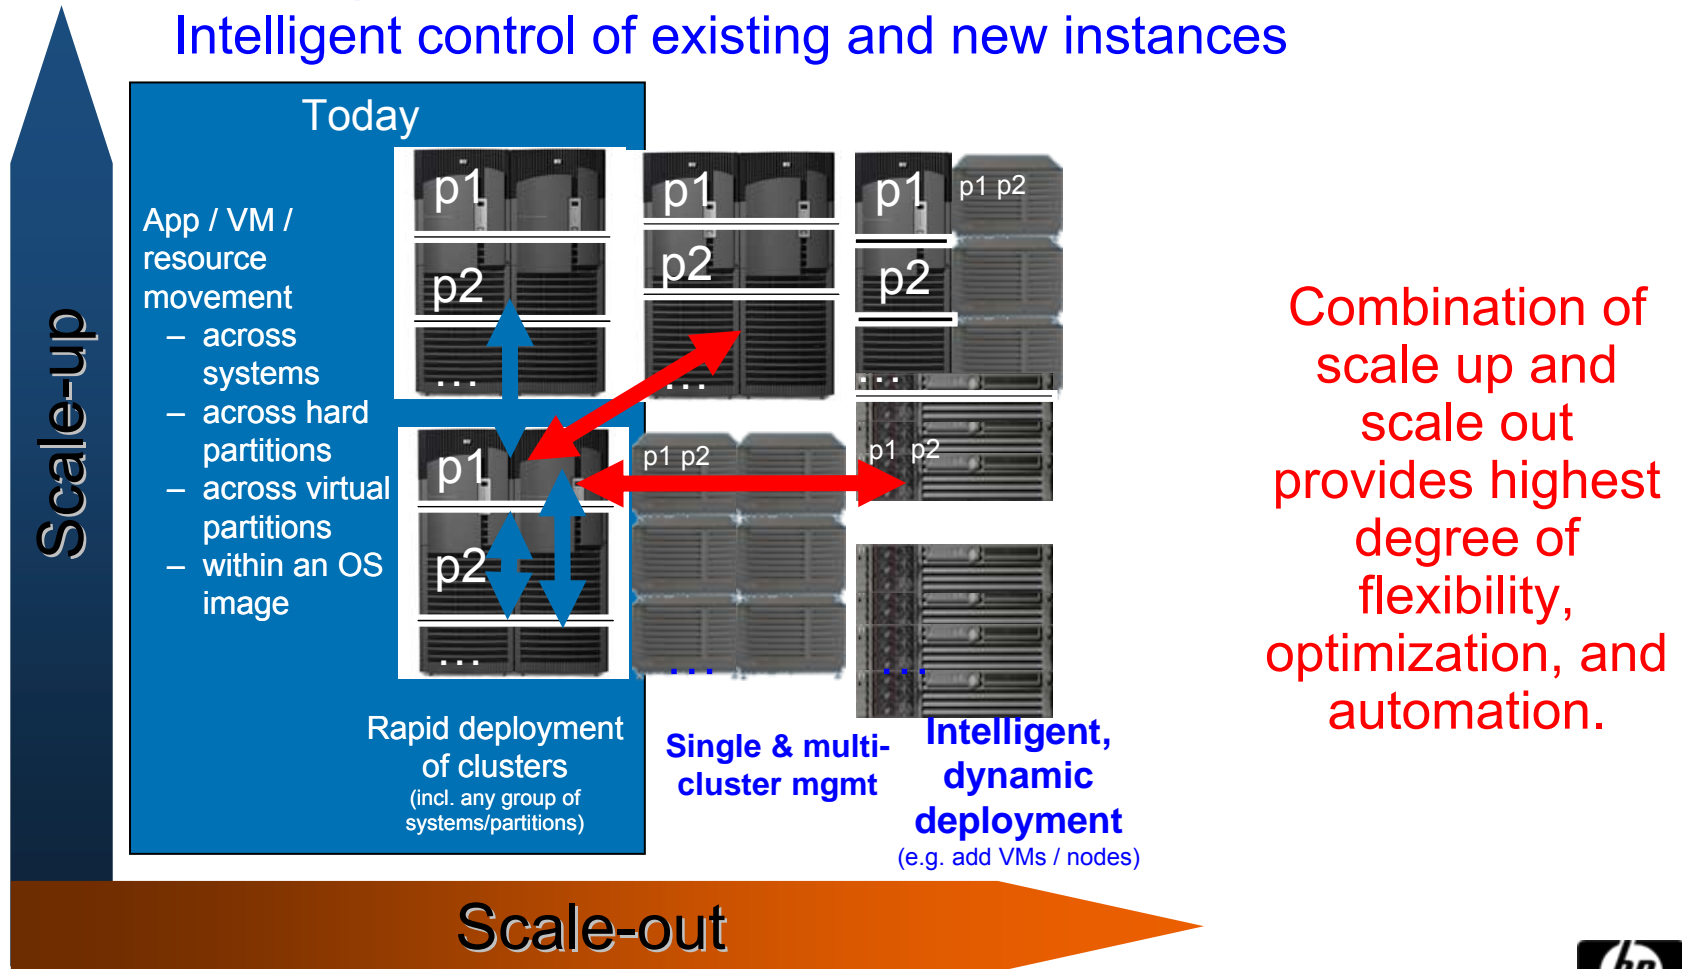 Intelligent control of existing and new instances
Today
App / VM /
resource
movement
– across
systems
– across hard
partitions
– across virtual
partitions
– within an OS
image
p1
p2
...
p1
p2
...
p1
p2
...
p1 p2
p1
p2
...
p1 p2
...
p1 p2
...
Rapid deployment
of clusters
(incl. any group of
systems/partitions)
Single & multi-
cluster mgmt
Intelligent,
dynamic
deployment
(e.g. add VMs / nodes)
Combination of
scale up and
scale out
provides highest
degree of
flexibility,
optimization, and
automation.
Scale-up
Scale-out
hp